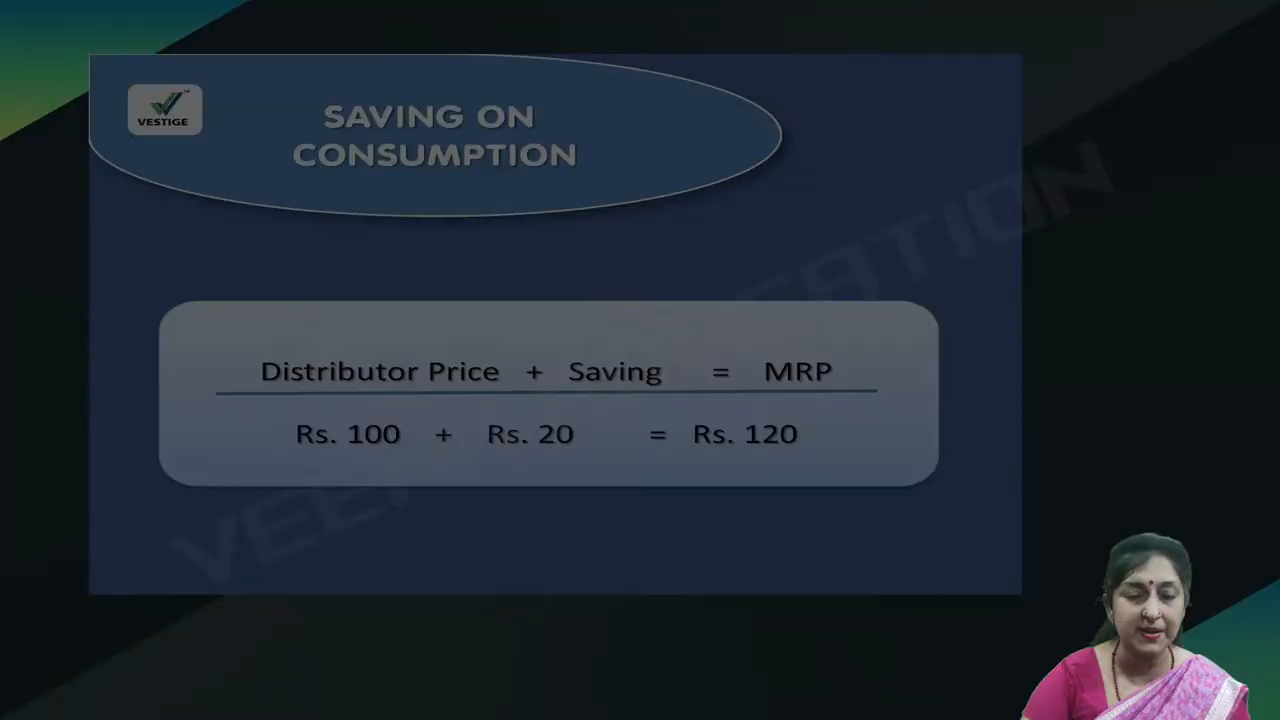 VESTIGE
SAVING ON
CONSUMPTION
Distributor Price + Saving = MRP
Rs. 100 + Rs. 20 = Rs. 120